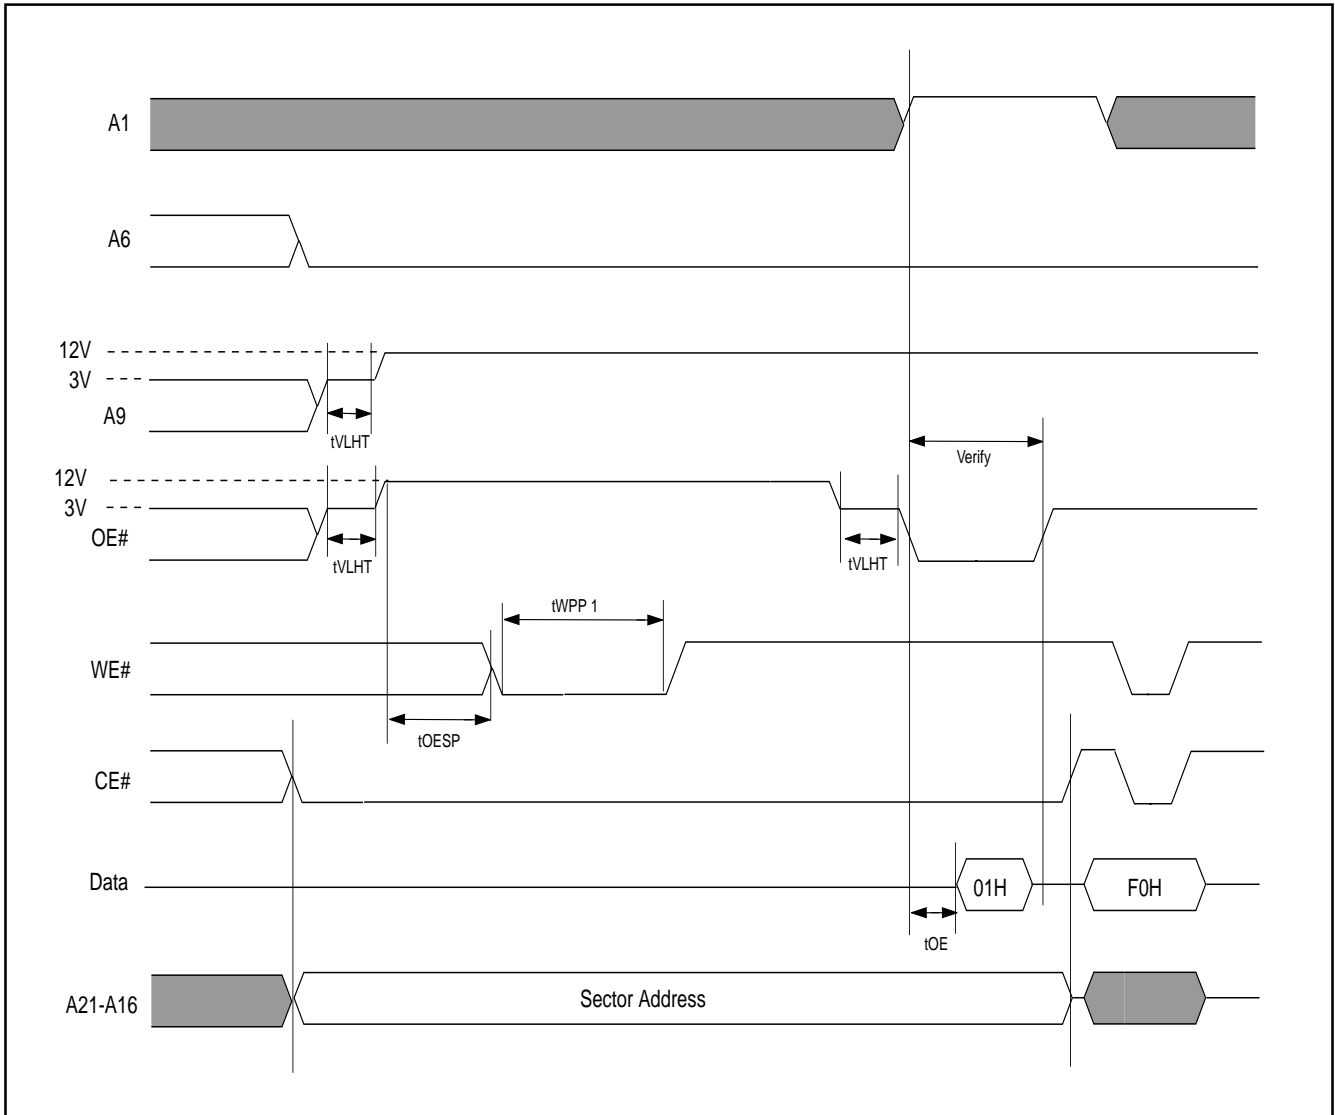 A1
A6
12V
3V
A9
tVLHT
Verify
12V
3V
OE#
tVLHT
tVLHT
tWPP 1
WE#
tOESP
CE#
Data
01H
F0H
tOE
A21-A16
Sector Address